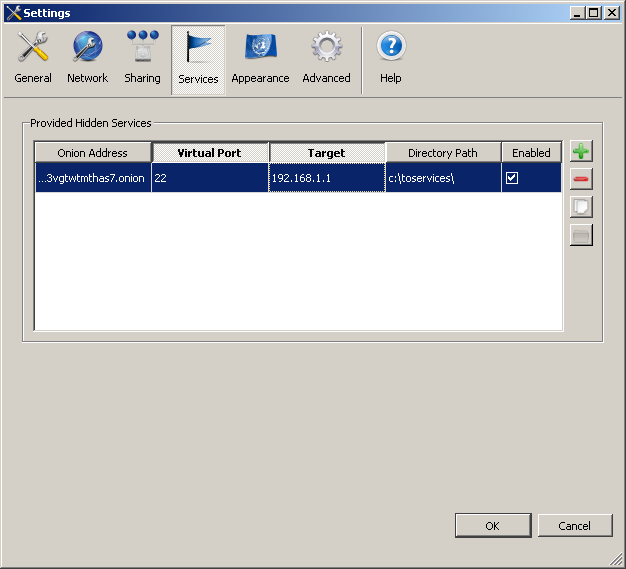 Settings
General Network Sharing Services Appearance Advanced Help
Provided Hidden Services
Onion Address Virtual Port Target Directory Path Enabled
...3vgtwtmthas7.onion 22 192.168.1.1 c:\toservices\
OK Cancel